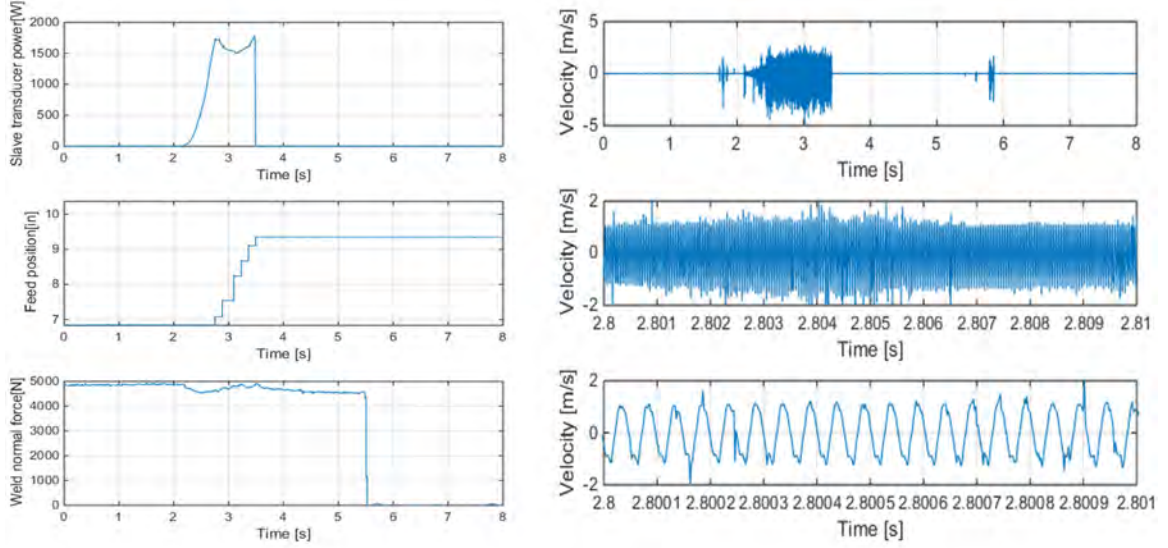 Slave transducer power[W]
2000
1500
1000
500
0
0 1 2 3 4 5 6 7 8
Time [s]
Feed position[in]
10
9
8
7
0 1 2 3 4 5 6 7 8
Time [s]
Weld normal force[N]
5000
4000
3000
2000
1000
0
0 1 2 3 4 5 6 7 8
Time [s]
Velocity [m/s]
5
0
-5
0 1 2 3 4 5 6 7 8
Time [s]
Velocity [m/s]
2
0
-2
2.8 2.801 2.802 2.803 2.804 2.805 2.806 2.807 2.808 2.809 2.81
Time [s]
Velocity [m/s]
2
0
-2
2.8 2.8001 2.8002 2.8003 2.8004 2.8005 2.8006 2.8007 2.8008 2.8009 2.801
Time [s]